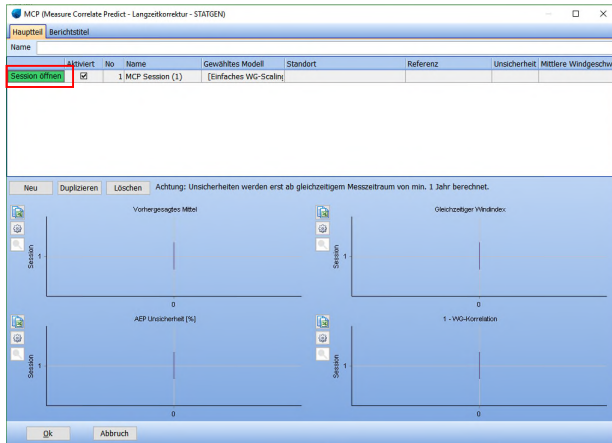 MCP (Measure Correlate Predict - Langzeitkorrektur - STATGEN)
Hauptteil Berichtstitel
Name
Aktiviert No Name Gewähltes Modell Standort Referenz Unsicherheit Mittlere Windgeschw
Session öffnen 1 MCP Session (1) [Einfaches WG-Scaling
Neu Duplizieren Löschen Achtung: Unsicherheiten werden erst ab gleichzeitigem Messzeitraum von min. 1 Jahr berechnet.
Vorhergesagtes Mittel
Session
1
0
Gleichzeitiger Windindex
Session
1
0
AEP Unsicherheit [%]
Session
1
0
1 - WG-Korrelation
Session
1
0
Ok Abbruch